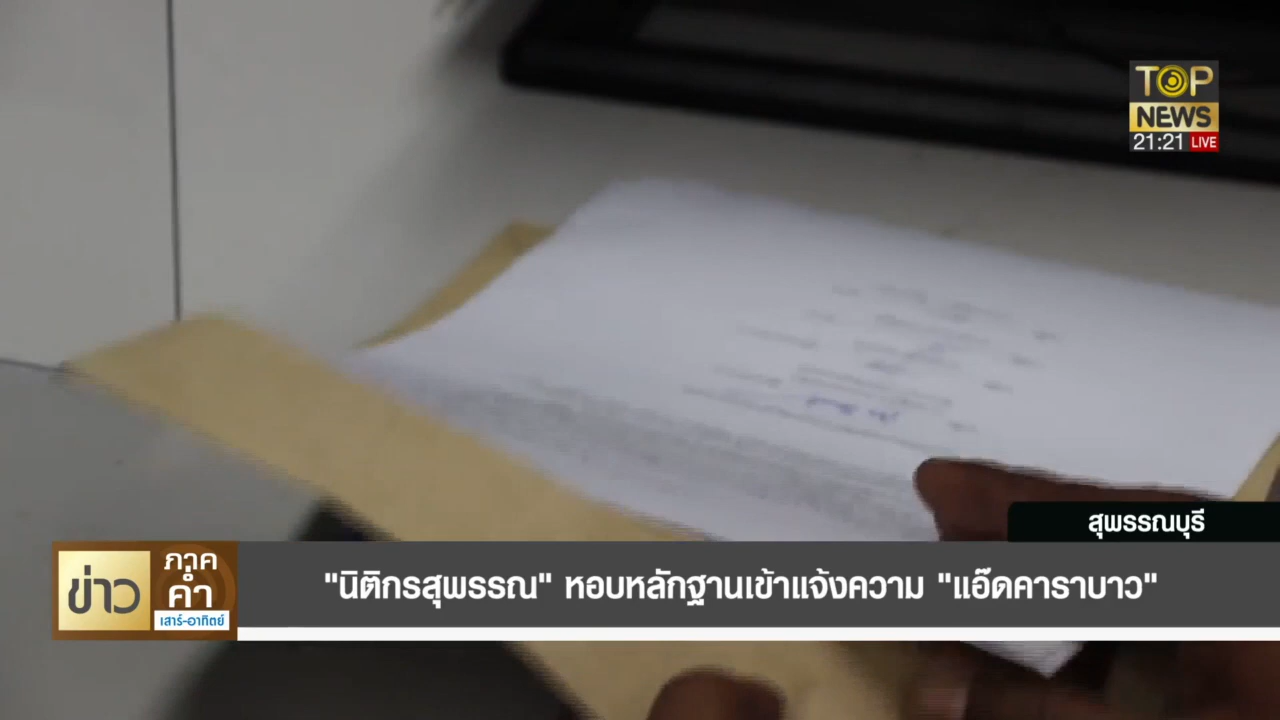 TOP
NEWS
21:21 LIVE
สุพรรณบุรี
ข่าว
ภาค
ค่ำ
เสาร์-อาทิตย์
"นิติกรสุพรรณ" หอบหลักฐานเข้าแจ้งความ "แอ๊ดคาราบาว"